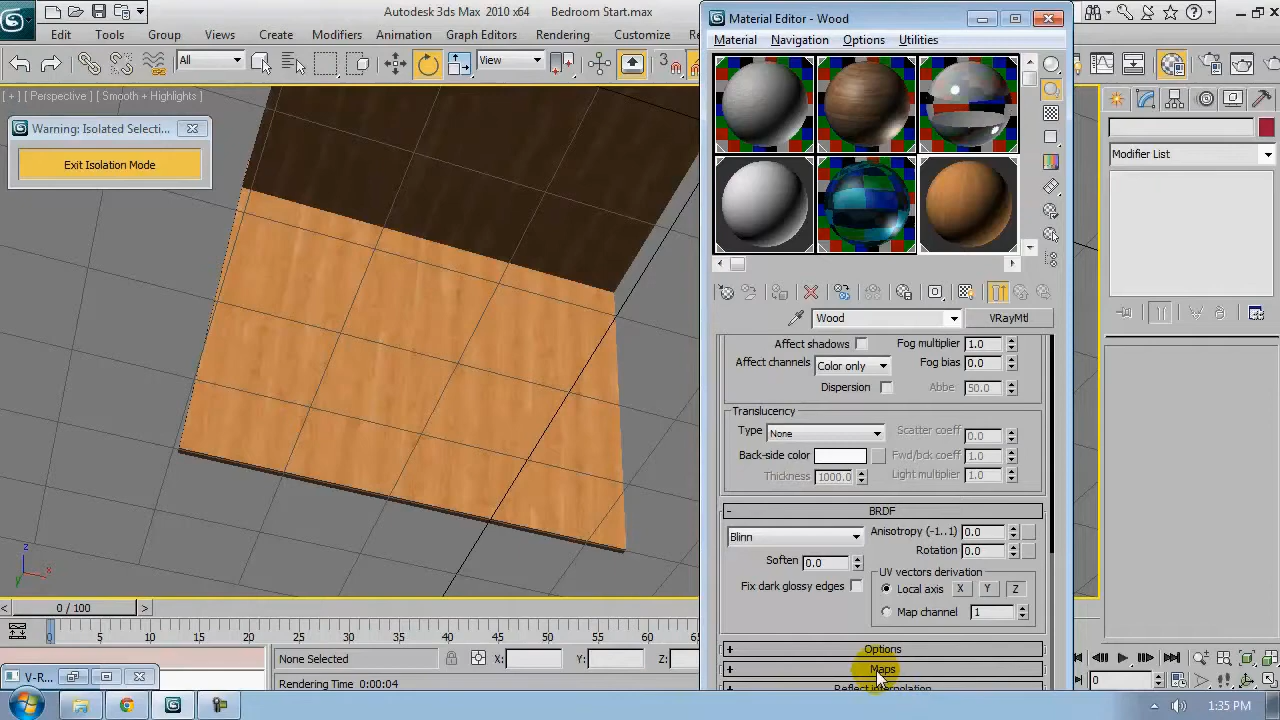 Autodesk 3ds Max 2010 x64
Bedroom Start.max
Edit
Tools
Group
Views
Create
Modifiers
Animation
Graph Editors
Rendering
Customize
All
View
3
[ + ] [ Perspective ] [ Smooth + Highlights ]
Warning: Isolated Selecti...
Exit Isolation Mode
Material Editor - Wood
Material
Navigation
Options
Utilities
Wood
VRayMtl
Affect shadows
Fog multiplier 1.0
Affect channels Color only
Fog bias 0.0
Dispersion
Abbe 50.0
Translucency
Type None
Scatter coeff 0.0
Back-side color
Fwd/bck coeff 1.0
Thickness 1000.0
Light multiplier 1.0
- BRDF
Blinn
Anisotropy (-1..1) 0.0
Rotation 0.0
Soften 0.0
UV vectors derivation
Fix dark glossy edges
Local axis X Y Z
Map channel 1
+ Options
+ Maps
+ Reflect interpolation
Modifier List
z
x
y
< 0 / 100 >
0 5 10 15 20 25 30 35 40 45 50 55 60 65
None Selected
X: Y: Z:
Rendering Time 0:00:04
V-R...
0
1:35 PM